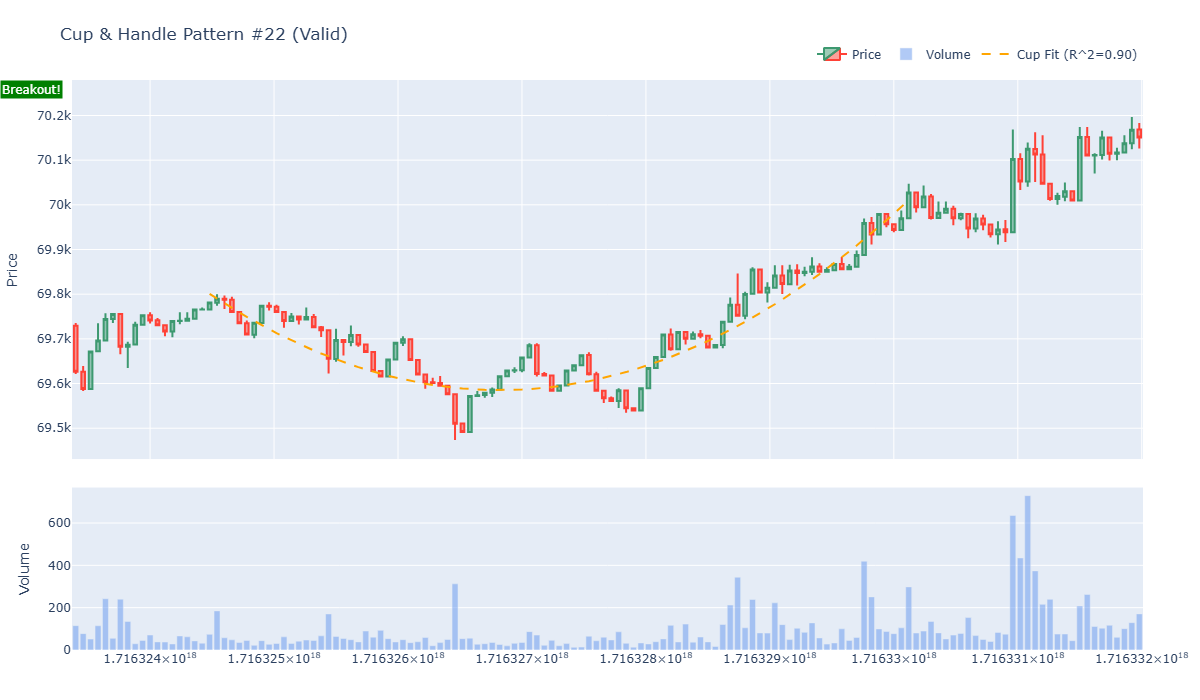 Cup & Handle Pattern #22 (Valid)
Price
Volume
Cup Fit (R^2=0.90)
Breakout!
70.2k
70.1k
70k
69.9k
69.8k
69.7k
69.6k
69.5k
Price
600
400
200
0
Volume
1.716324×10¹⁸
1.716325×10¹⁸
1.716326×10¹⁸
1.716327×10¹⁸
1.716328×10¹⁸
1.716329×10¹⁸
1.71633×10¹⁸
1.716331×10¹⁸
1.716332×10¹⁸